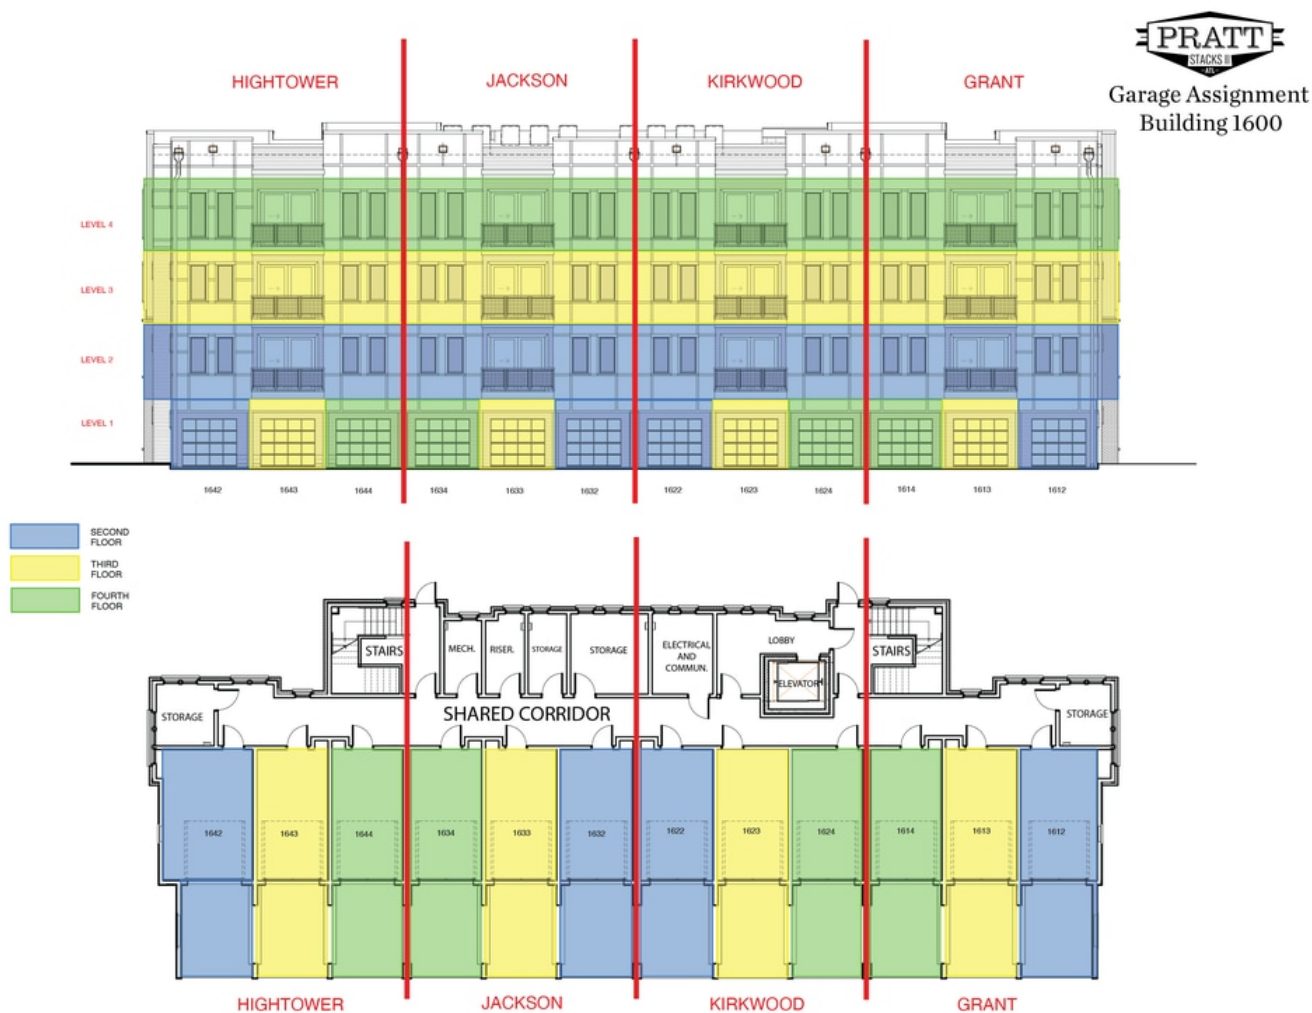 PRATT
STACKS II
ATL
Garage Assignment
Building 1600
HIGHTOWER
JACKSON
KIRKWOOD
GRANT
LEVEL 4
LEVEL 3
LEVEL 2
LEVEL 1
1642 1643 1644 1634 1633 1632 1622 1623 1624 1614 1613 1612
SECOND
FLOOR
THIRD
FLOOR
FOURTH
FLOOR
STAIRS
MECH.
RISER.
STORAGE
STORAGE
ELECTRICAL
AND
COMMUN.
LOBBY
ELEVATOR
STAIRS
STORAGE
SHARED CORRIDOR
STORAGE
1642 1643 1644 1634 1633 1632 1622 1623 1624 1614 1613 1612
HIGHTOWER
JACKSON
KIRKWOOD
GRANT